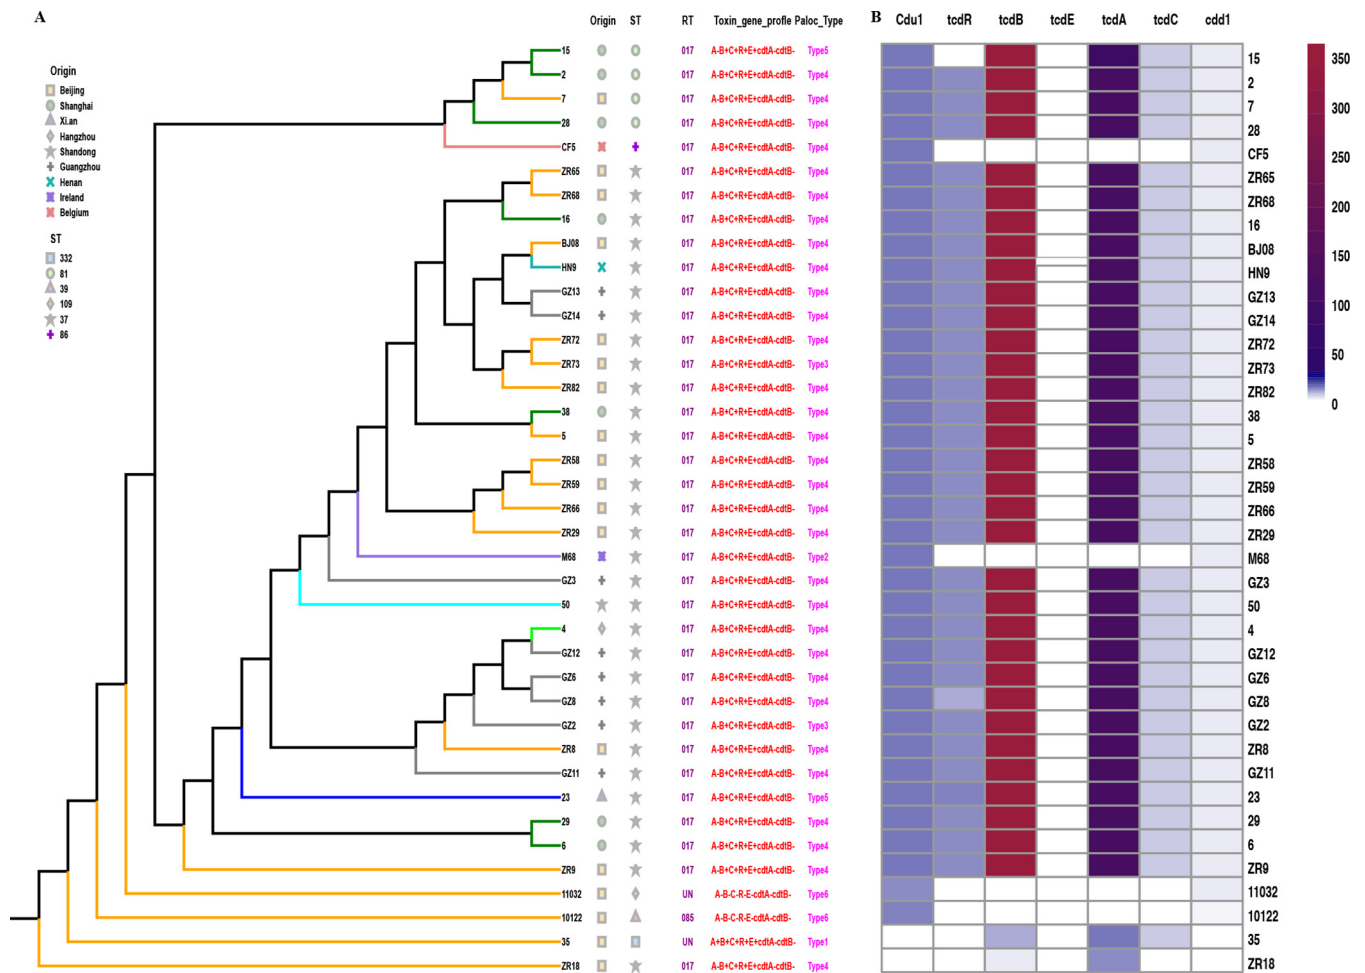 A
Origin ST RT Toxin_gene_profle Paloc_Type
B
Cdu1 tcdR tcdB tcdE tcdA tcdC cdd1
Origin
Beijing
Shanghai
Xi.an
Hangzhou
Shandong
Guangzhou
Henan
Ireland
Belgium
ST
332
81
39
109
37
86
15 017 A-B+C+R+E+cdtA-cdtB- Type5 15
2 017 A-B+C+R+E+cdtA-cdtB- Type4 2
7 017 A-B+C+R+E+cdtA-cdtB- Type4 7
28 017 A-B+C+R+E+cdtA-cdtB- Type4 28
CF5 017 A-B+C+R+E+cdtA-cdtB- Type4 CF5
ZR65 017 A-B+C+R+E+cdtA-cdtB- Type4 ZR65
ZR68 017 A-B+C+R+E+cdtA-cdtB- Type4 ZR68
16 017 A-B+C+R+E+cdtA-cdtB- Type4 16
BJ08 017 A-B+C+R+E+cdtA-cdtB- Type4 BJ08
HN9 017 A-B+C+R+E+cdtA-cdtB- Type4 HN9
GZ13 017 A-B+C+R+E+cdtA-cdtB- Type4 GZ13
GZ14 017 A-B+C+R+E+cdtA-cdtB- Type4 GZ14
ZR72 017 A-B+C+R+E+cdtA-cdtB- Type4 ZR72
ZR73 017 A-B+C+R+E+cdtA-cdtB- Type3 ZR73
ZR82 017 A-B+C+R+E+cdtA-cdtB- Type4 ZR82
38 017 A-B+C+R+E+cdtA-cdtB- Type4 38
5 017 A-B+C+R+E+cdtA-cdtB- Type4 5
ZR58 017 A-B+C+R+E+cdtA-cdtB- Type4 ZR58
ZR59 017 A-B+C+R+E+cdtA-cdtB- Type4 ZR59
ZR66 017 A-B+C+R+E+cdtA-cdtB- Type4 ZR66
ZR29 017 A-B+C+R+E+cdtA-cdtB- Type4 ZR29
M68 017 A-B+C+R+E+cdtA-cdtB- Type2 M68
GZ3 017 A-B+C+R+E+cdtA-cdtB- Type4 GZ3
50 017 A-B+C+R+E+cdtA-cdtB- Type4 50
4 017 A-B+C+R+E+cdtA-cdtB- Type4 4
GZ12 017 A-B+C+R+E+cdtA-cdtB- Type4 GZ12
GZ6 017 A-B+C+R+E+cdtA-cdtB- Type4 GZ6
GZ8 017 A-B+C+R+E+cdtA-cdtB- Type4 GZ8
GZ2 017 A-B+C+R+E+cdtA-cdtB- Type3 GZ2
ZR8 017 A-B+C+R+E+cdtA-cdtB- Type4 ZR8
GZ11 017 A-B+C+R+E+cdtA-cdtB- Type4 GZ11
23 017 A-B+C+R+E+cdtA-cdtB- Type5 23
29 017 A-B+C+R+E+cdtA-cdtB- Type4 29
6 017 A-B+C+R+E+cdtA-cdtB- Type4 6
ZR9 017 A-B+C+R+E+cdtA-cdtB- Type4 ZR9
11032 UN A-B-C-R-E-cdtA-cdtB- Type6 11032
10122 085 A-B-C-R-E-cdtA-cdtB- Type6 10122
35 UN A+B+C+R+E+cdtA-cdtB- Type1 35
ZR18 017 A-B+C+R+E+cdtA-cdtB- Type4 ZR18
350
300
250
200
150
100
50
0